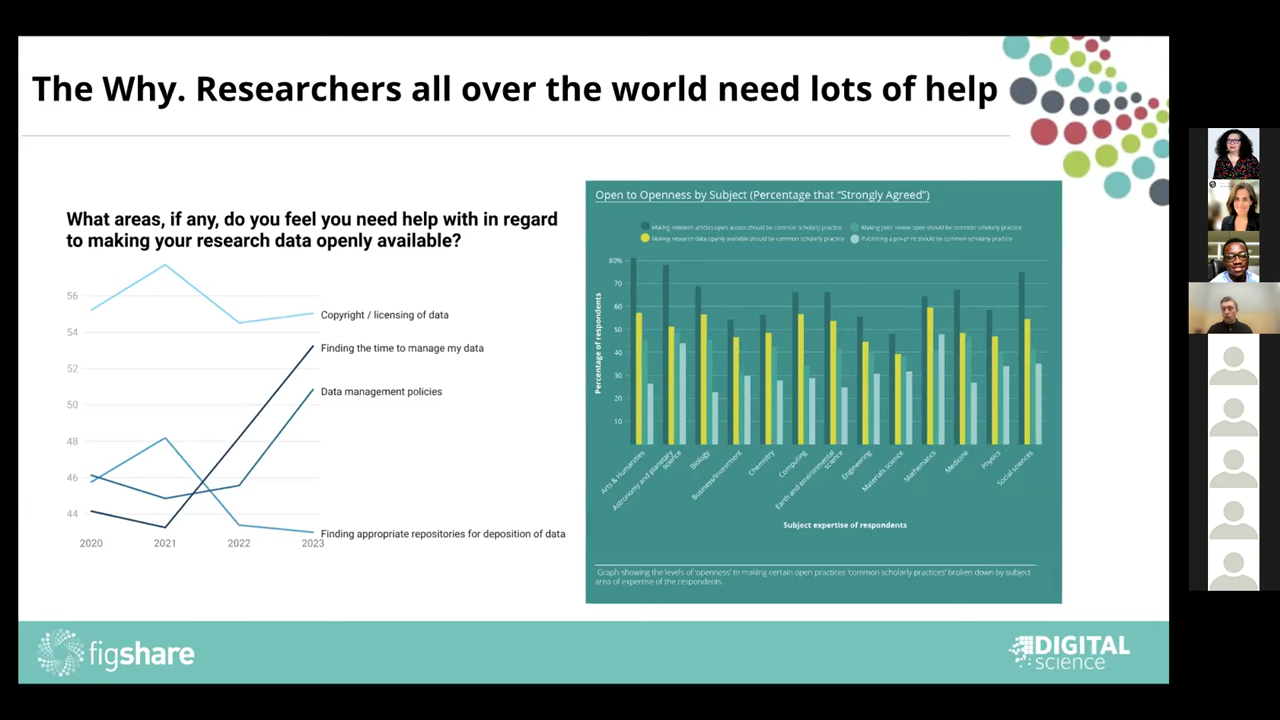 The Why. Researchers all over the world need lots of help
What areas, if any, do you feel you need help with in regard
to making your research data openly available?
56
54
52
50
48
46
44
2020
2021
2022
2023
Copyright / licensing of data
Finding the time to manage my data
Data management policies
Finding appropriate repositories for deposition of data
Open to Openness by Subject (Percentage that “Strongly Agreed”)
Making research articles open access should be common scholarly practice
Making peer review open should be common scholarly practice
Making research data openly available should be common scholarly practice
Publishing a pre-print should be common scholarly practice
Percentage of respondents
80%
70
60
50
40
30
20
10
Arts & Humanities
Astronomy and planetary
science
Biology
Business/Investment
Chemistry
Computing
Earth and environmental
science
Engineering
Materials science
Mathematics
Medicine
Physics
Social sciences
Subject expertise of respondents
Graph showing the levels of 'openness' to making certain open practices 'common scholarly practices' broken down by subject
area of expertise of the respondents.
figshare
DIGITAL
science